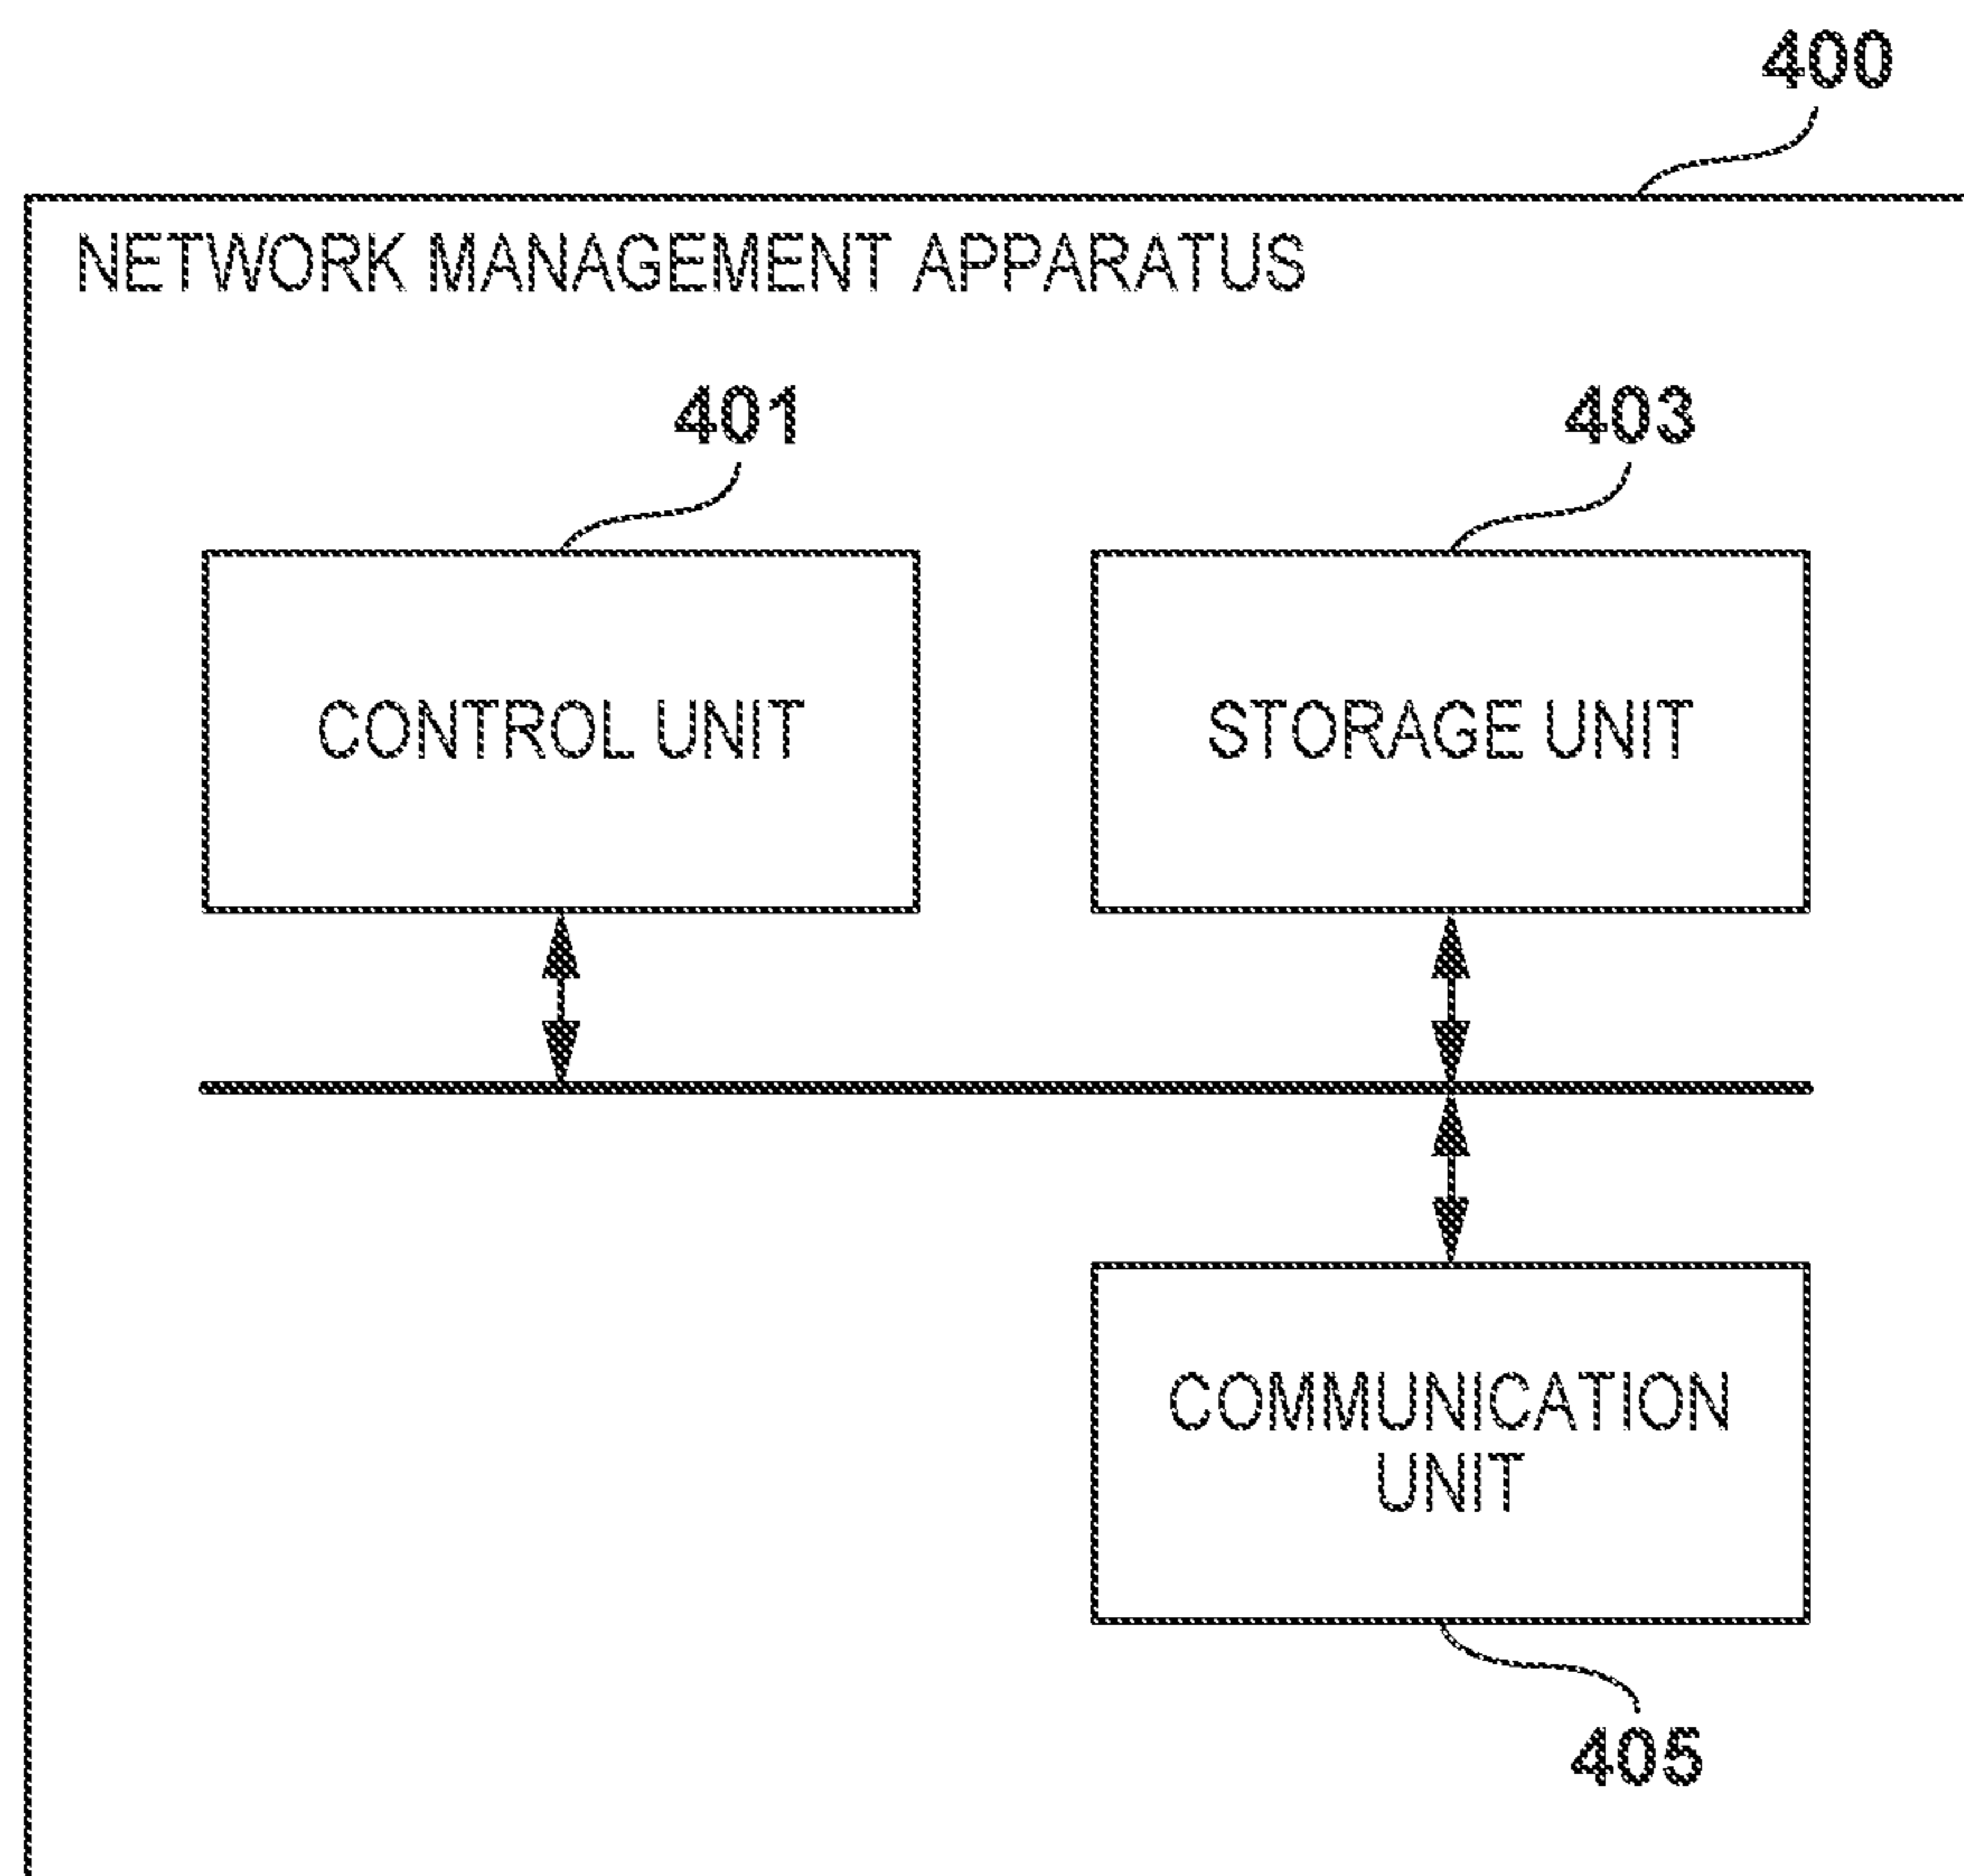 400
NETWORK MANAGEMENT APPARATUS
401
403
CONTROL UNIT
STORAGE UNIT
COMMUNICATION
UNIT
405